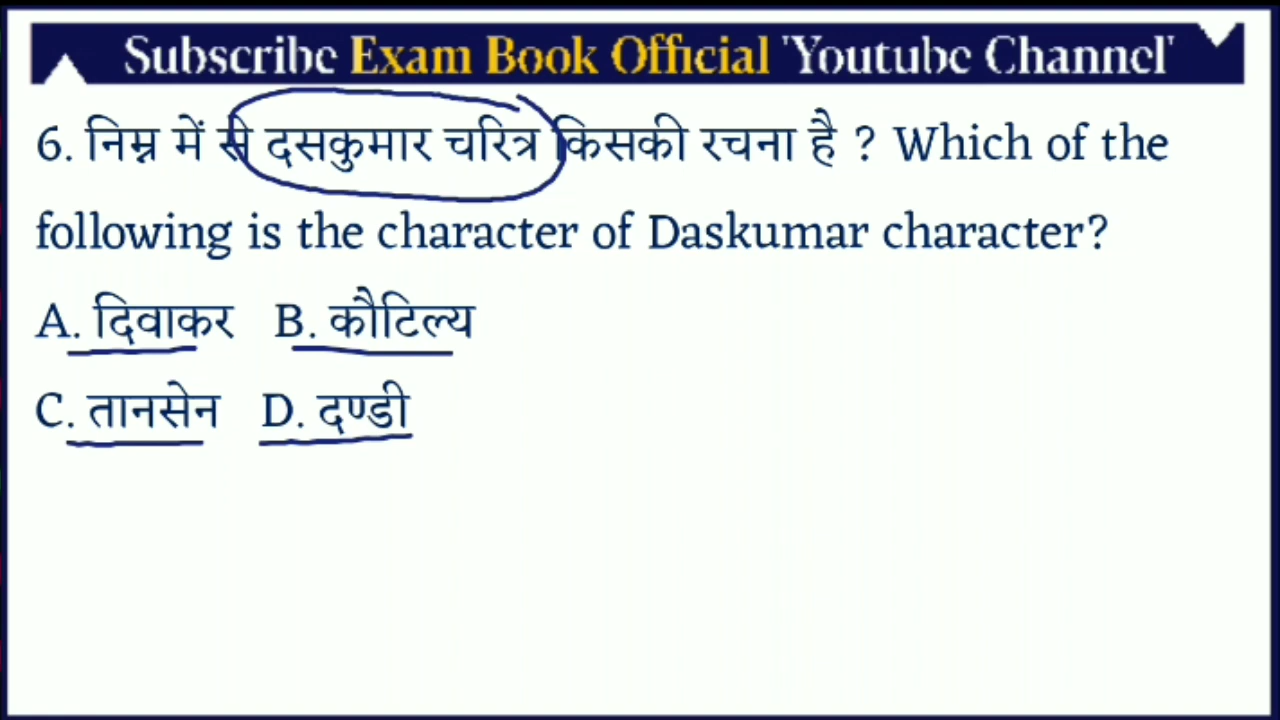 Subscribe Exam Book Official 'Youtube Channel'
6. निम्न में से दसकुमार चरित्र किसकी रचना है ? Which of the
following is the character of Daskumar character?
A. दिवाकर B. कौटिल्य
C. तानसेन D. दण्डी